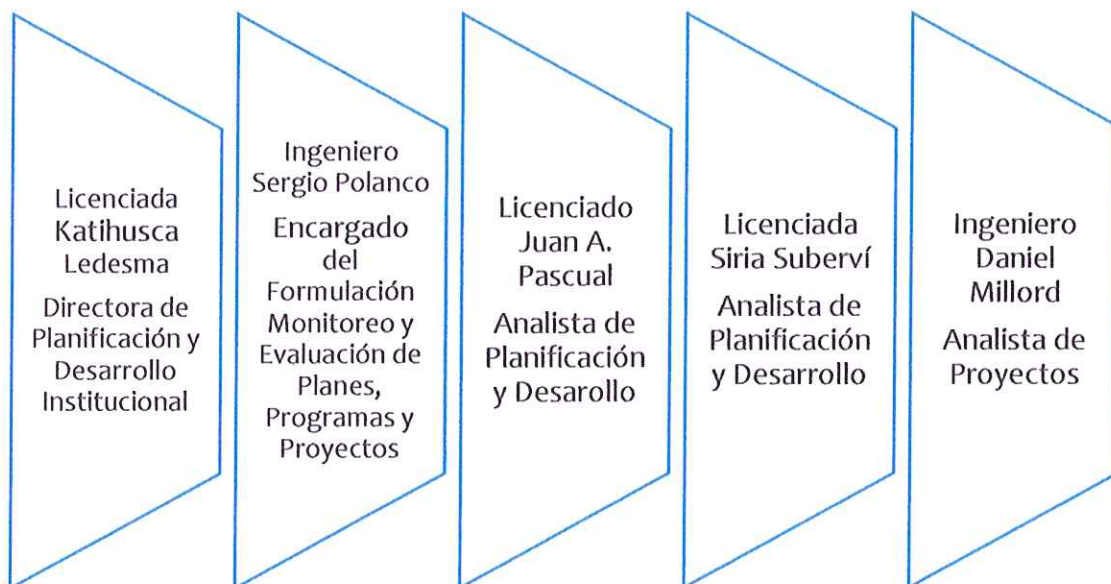 Licenciada
Katihusca
Ledesma
Directora de
Planificación y
Desarrollo
Institucional
Ingeniero
Sergio Polanco
Encargado
del
Formulación
Monitoreo y
Evaluación de
Planes,
Programas y
Proyectos
Licenciado
Juan A.
Pascual
Analista de
Planificación
y Desarollo
Licenciada
Siria Suberví
Analista de
Planificación
y Desarrollo
Ingeniero
Daniel
Millord
Analista de
Proyectos